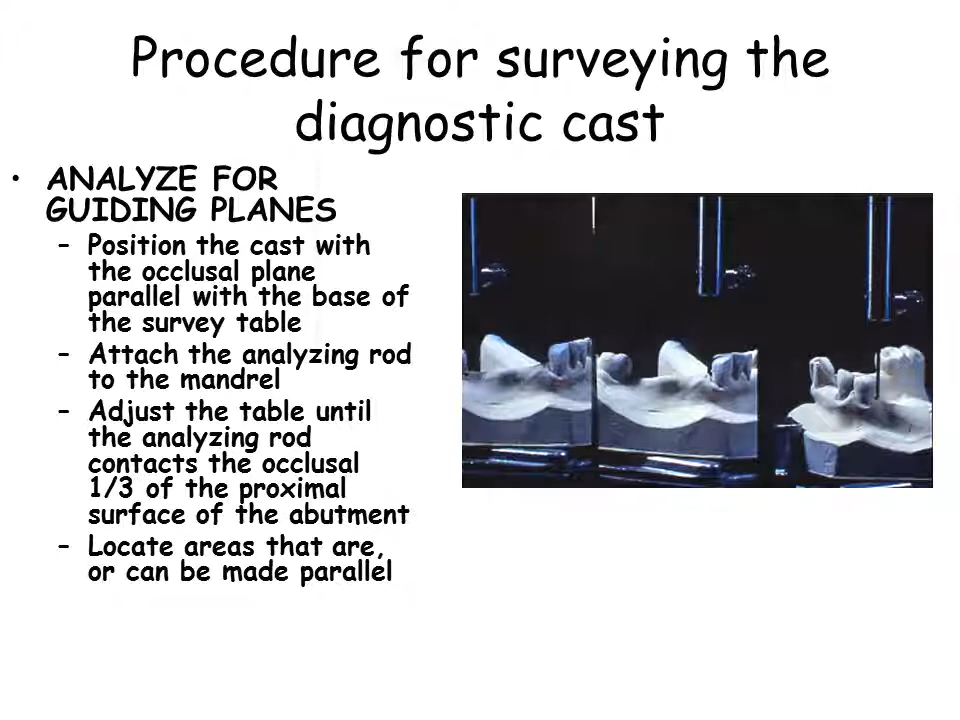 Procedure for surveying the
diagnostic cast
• ANALYZE FOR
GUIDING PLANES
– Position the cast with
the occlusal plane
parallel with the base of
the survey table
– Attach the analyzing rod
to the mandrel
– Adjust the table until
the analyzing rod
contacts the occlusal
1/3 of the proximal
surface of the abutment
– Locate areas that are,
or can be made parallel